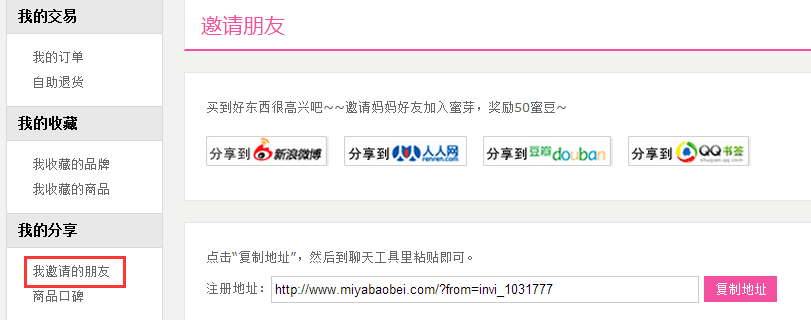 我的交易
我的订单
自助退货
我的收藏
我收藏的品牌
我收藏的商品
我的分享
我邀请的朋友
商品口碑
邀请朋友
买到好东西很高兴吧~~邀请妈妈好友加入蜜芽，奖励50蜜豆~
分享到 新浪微博 分享到 人人网 renren.com 分享到 豆瓣douban 分享到 QQ书签 shuqian.qq.com
点击“复制地址”，然后到聊天工具里粘贴即可。
注册地址： http://www.miyabaobei.com/?from=invi_1031777 复制地址